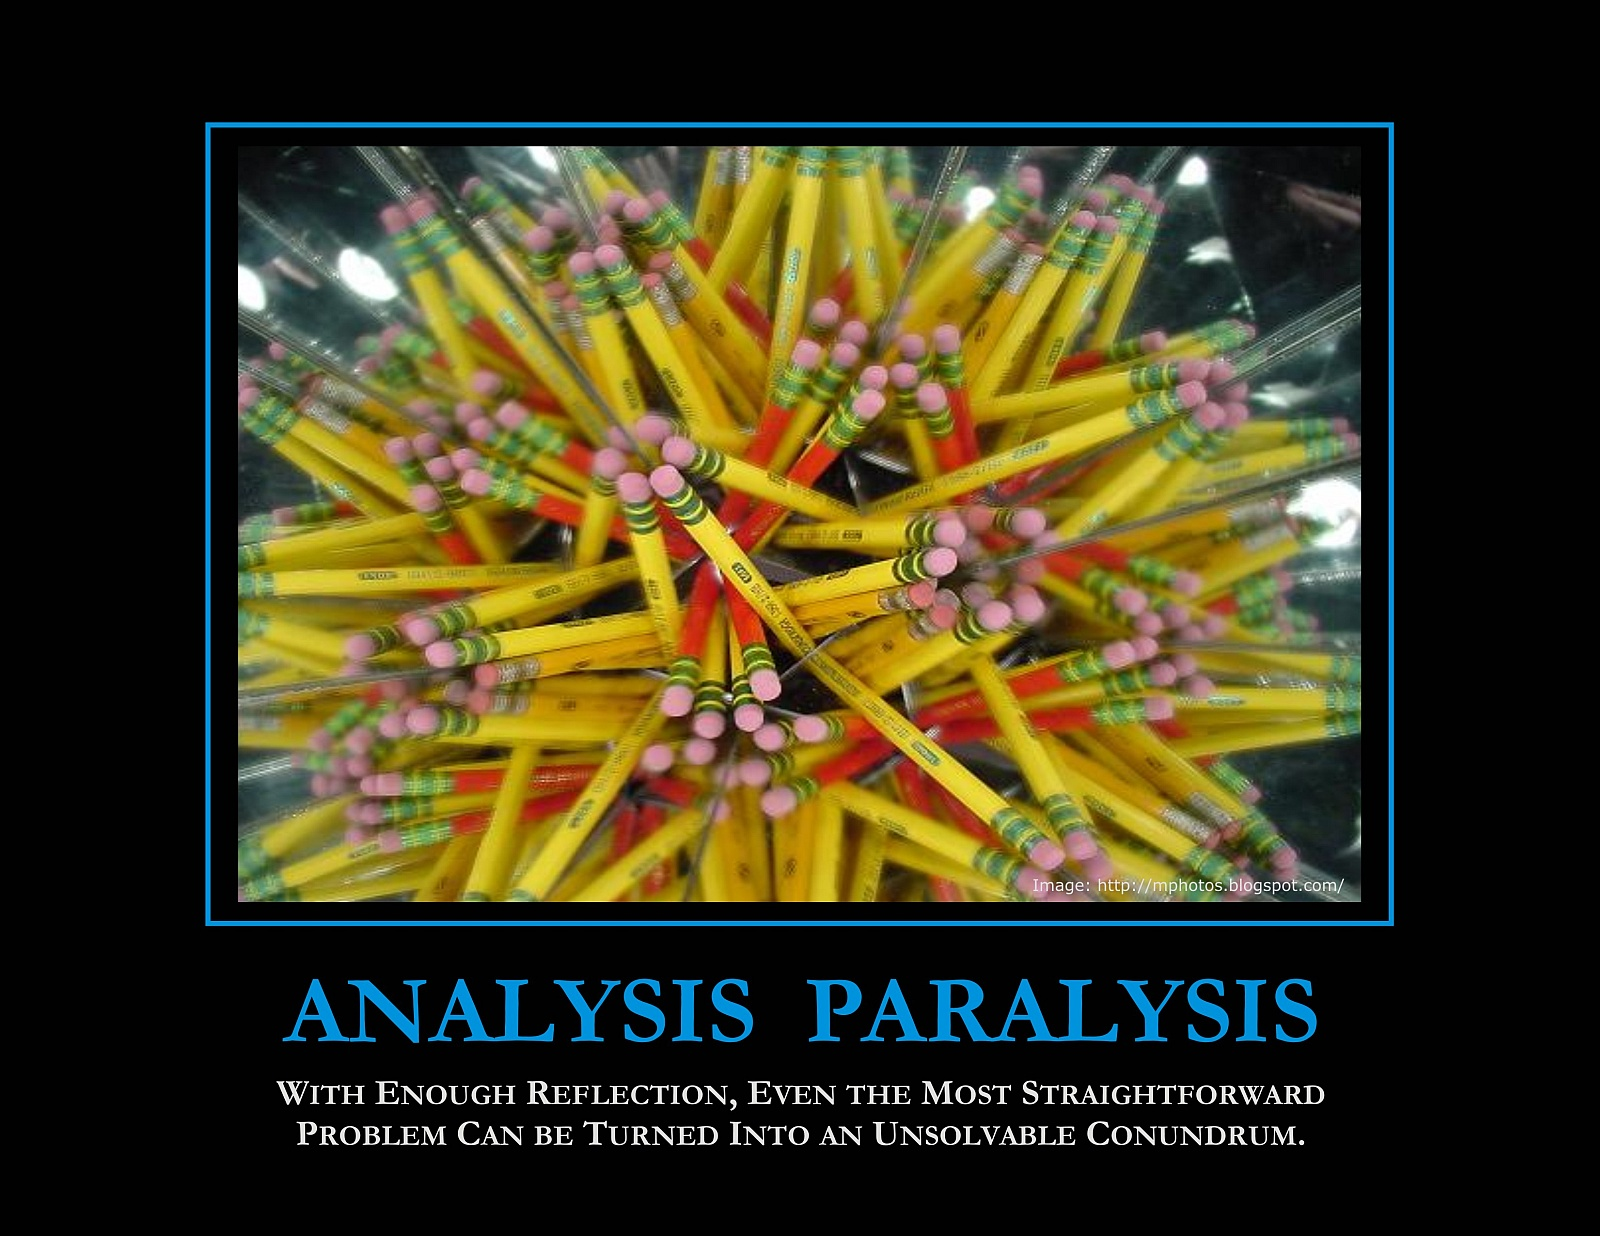 Image: http://mphotos.blogspot.com/
ANALYSIS PARALYSIS
WITH ENOUGH REFLECTION, EVEN THE MOST STRAIGHTFORWARD
PROBLEM CAN BE TURNED INTO AN UNSOLVABLE CONUNDRUM.